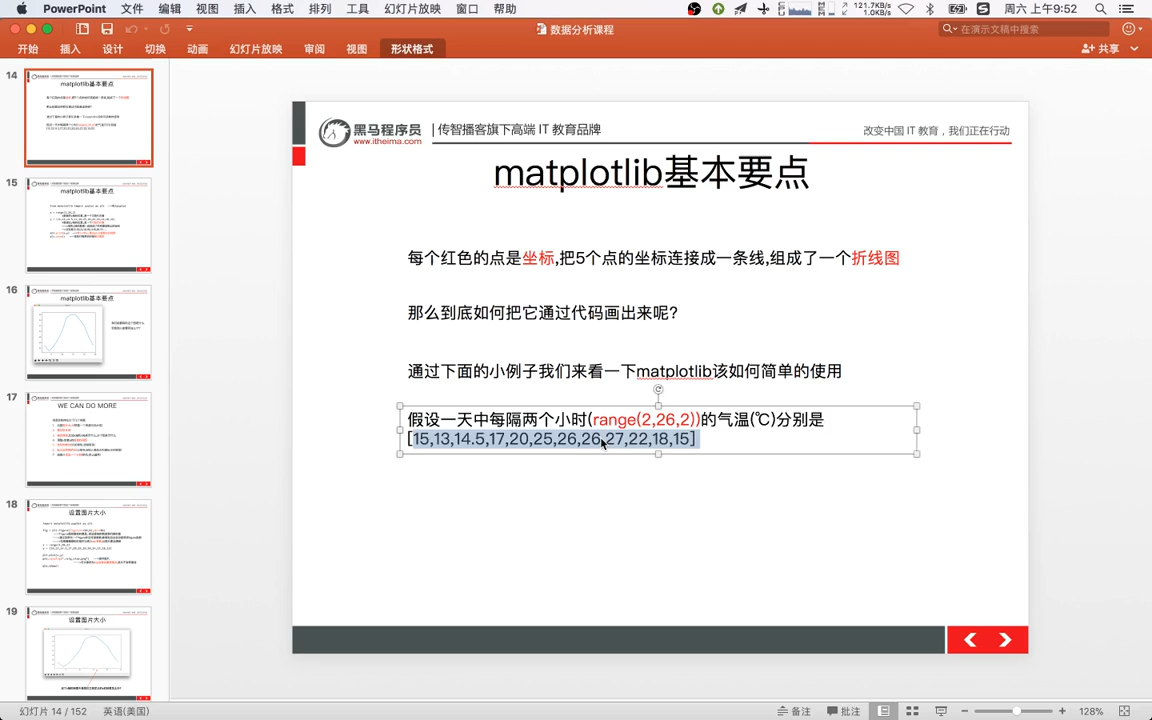 PowerPoint 文件 编辑 视图 插入 格式 排列 工具 幻灯片放映 窗口 帮助
121.7KB/s
1.0KB/s
周六 上午9:52
数据分析课程
在演示文稿中搜索
开始 插入 设计 切换 动画 幻灯片放映 审阅 视图 形状格式
共享
14
matplotlib基本要点
15
matplotlib基本要点
16
matplotlib基本要点
17
WE CAN DO MORE
18
设置图片大小
19
设置图片大小
黑马程序员
www.itheima.com
传智播客旗下高端 IT 教育品牌
改变中国 IT 教育，我们正在行动
matplotlib基本要点
每个红色的点是坐标,把5个点的坐标连接成一条线,组成了一个折线图
那么到底如何把它通过代码画出来呢?
通过下面的小例子我们来看一下matplotlib该如何简单的使用
假设一天中每隔两个小时(range(2,26,2))的气温(℃)分别是
[15,13,14.5,17,20,25,26,26,27,22,18,15]
幻灯片 14 / 152 英语(美国)
备注 批注 128%